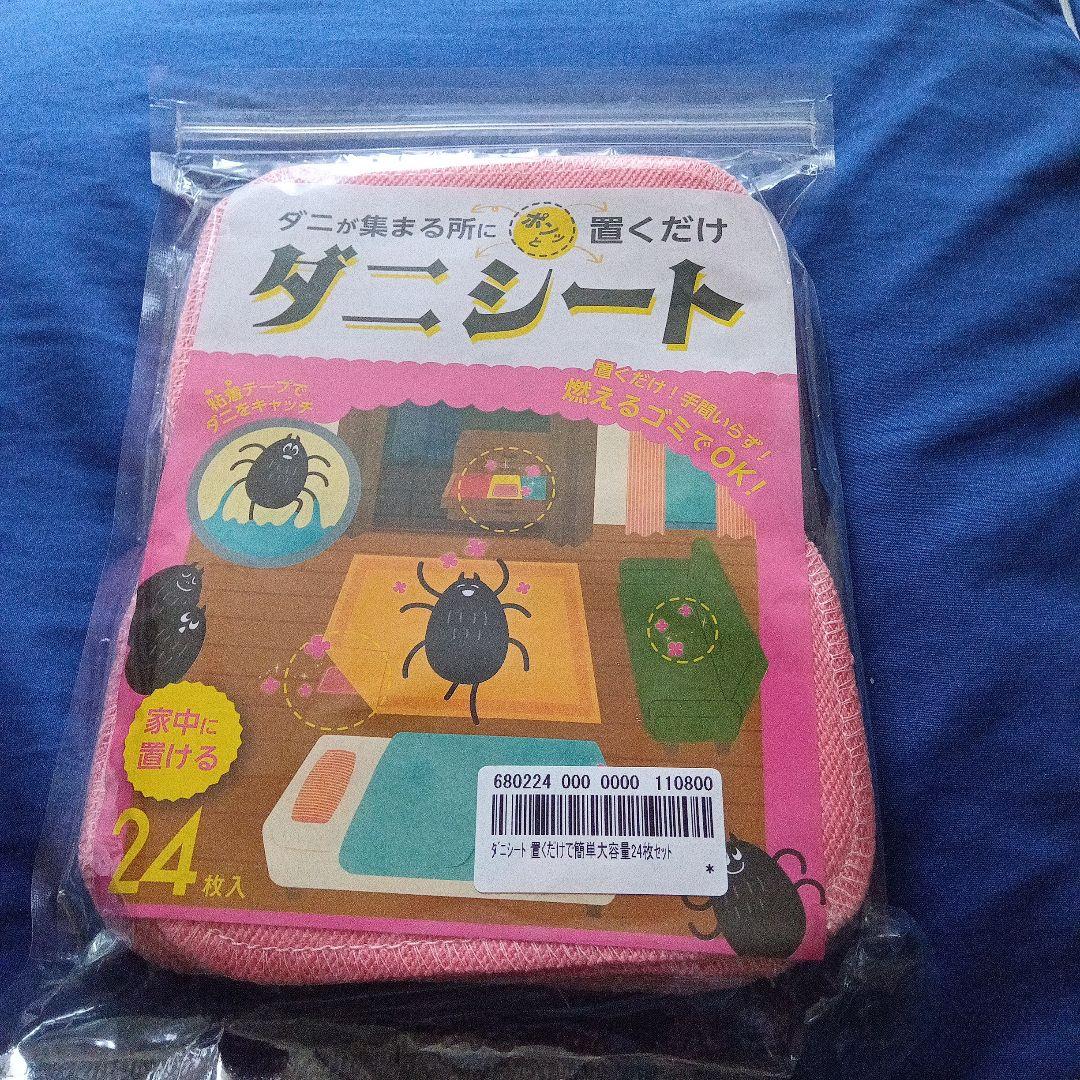 ダニが集まる所に ポンッと 置くだけ
ダニシート
粘着テープで
ダニをキャッチ
置くだけ！手間いらず！
燃えるゴミでOK！
家中に
置ける
24枚入
680224 000 0000 110800
ﾀﾞﾆｼｰﾄ 置くだけで簡単大容量24枚ｾｯﾄ
*